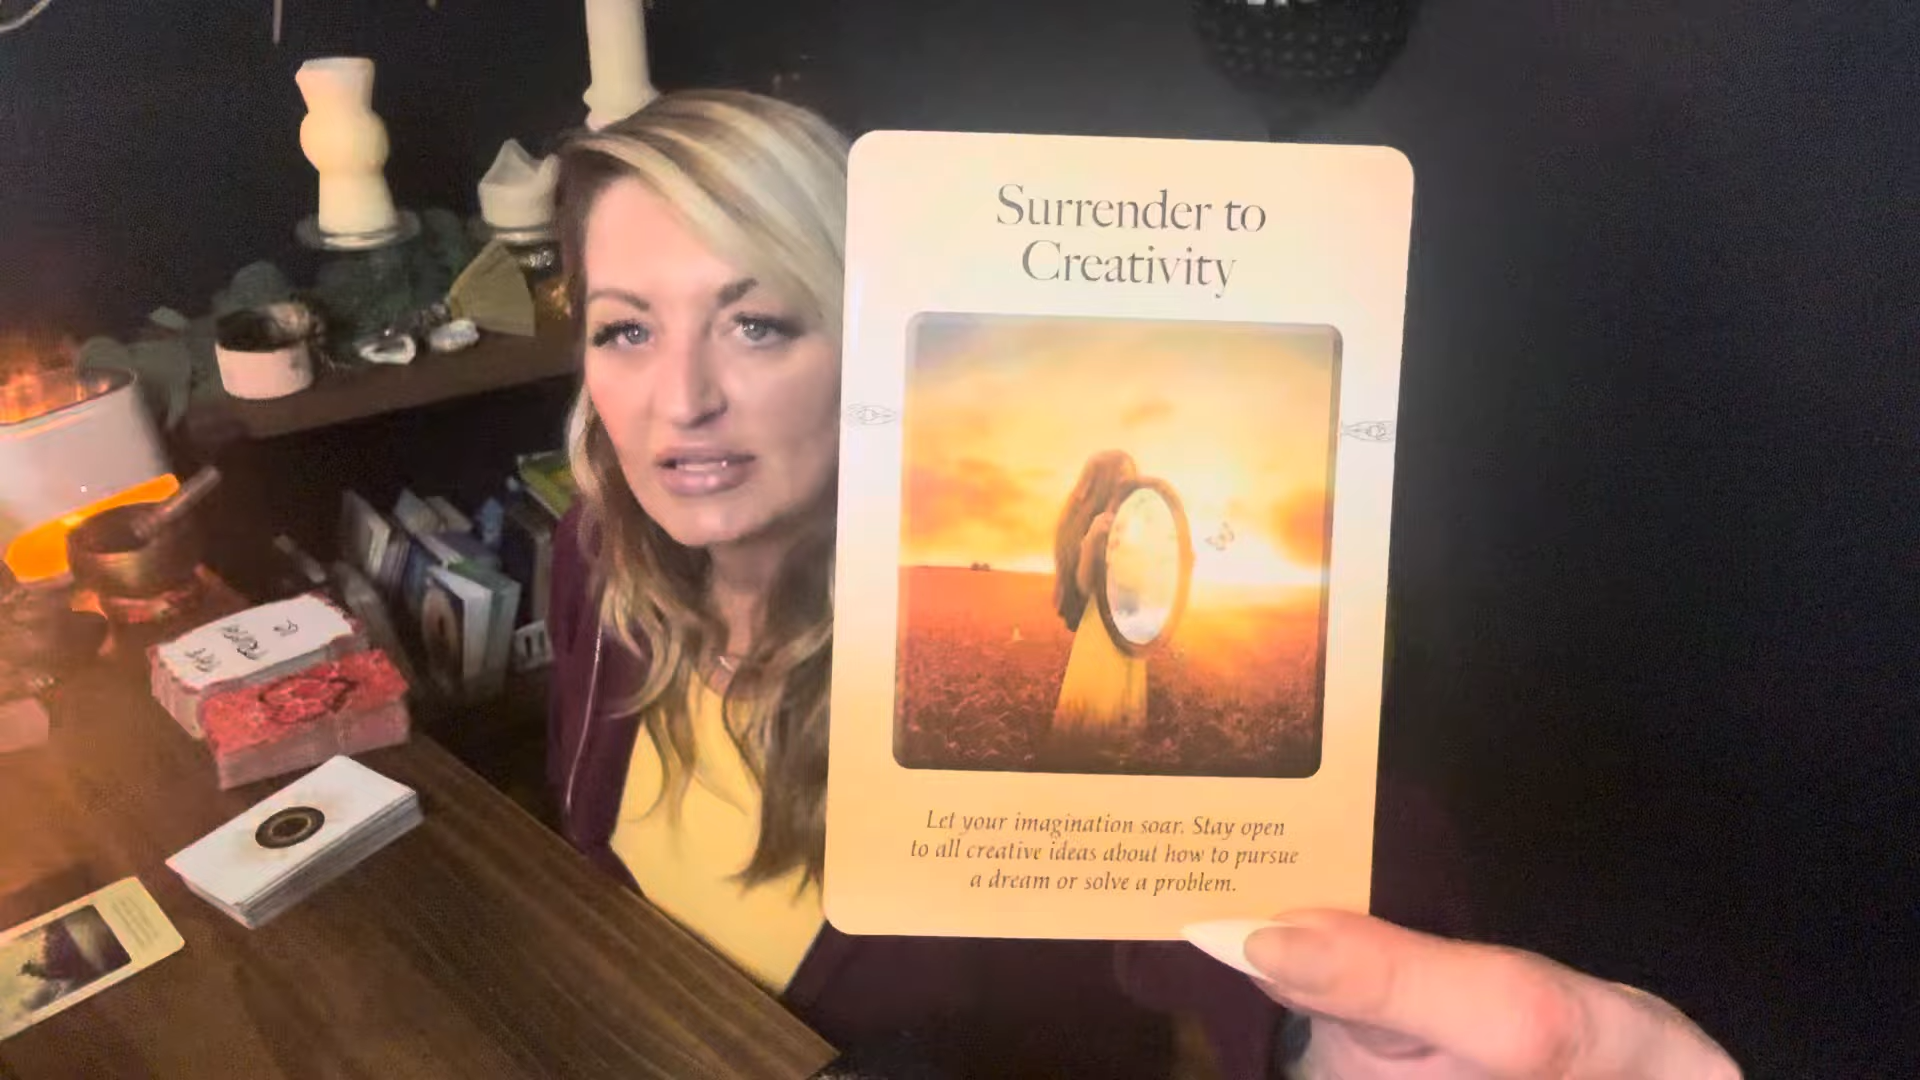 Surrender to
Creativity
Let your imagination soar. Stay open
to all creative ideas about how to pursue
a dream or solve a problem.